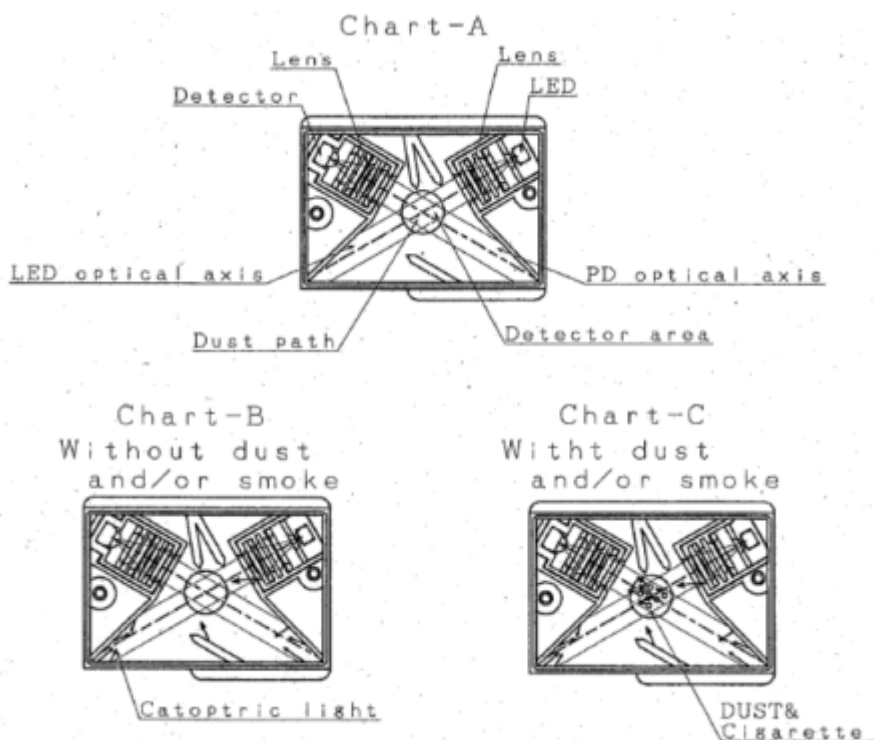 Chart-A
Lens
Lens
Detector
LED
LED optical axis
PD optical axis
Dust path
Detector area
Chart-B
Without dust
and/or smoke
Chart-C
Witht dust
and/or smoke
Catoptric light
DUST&
Cigarette